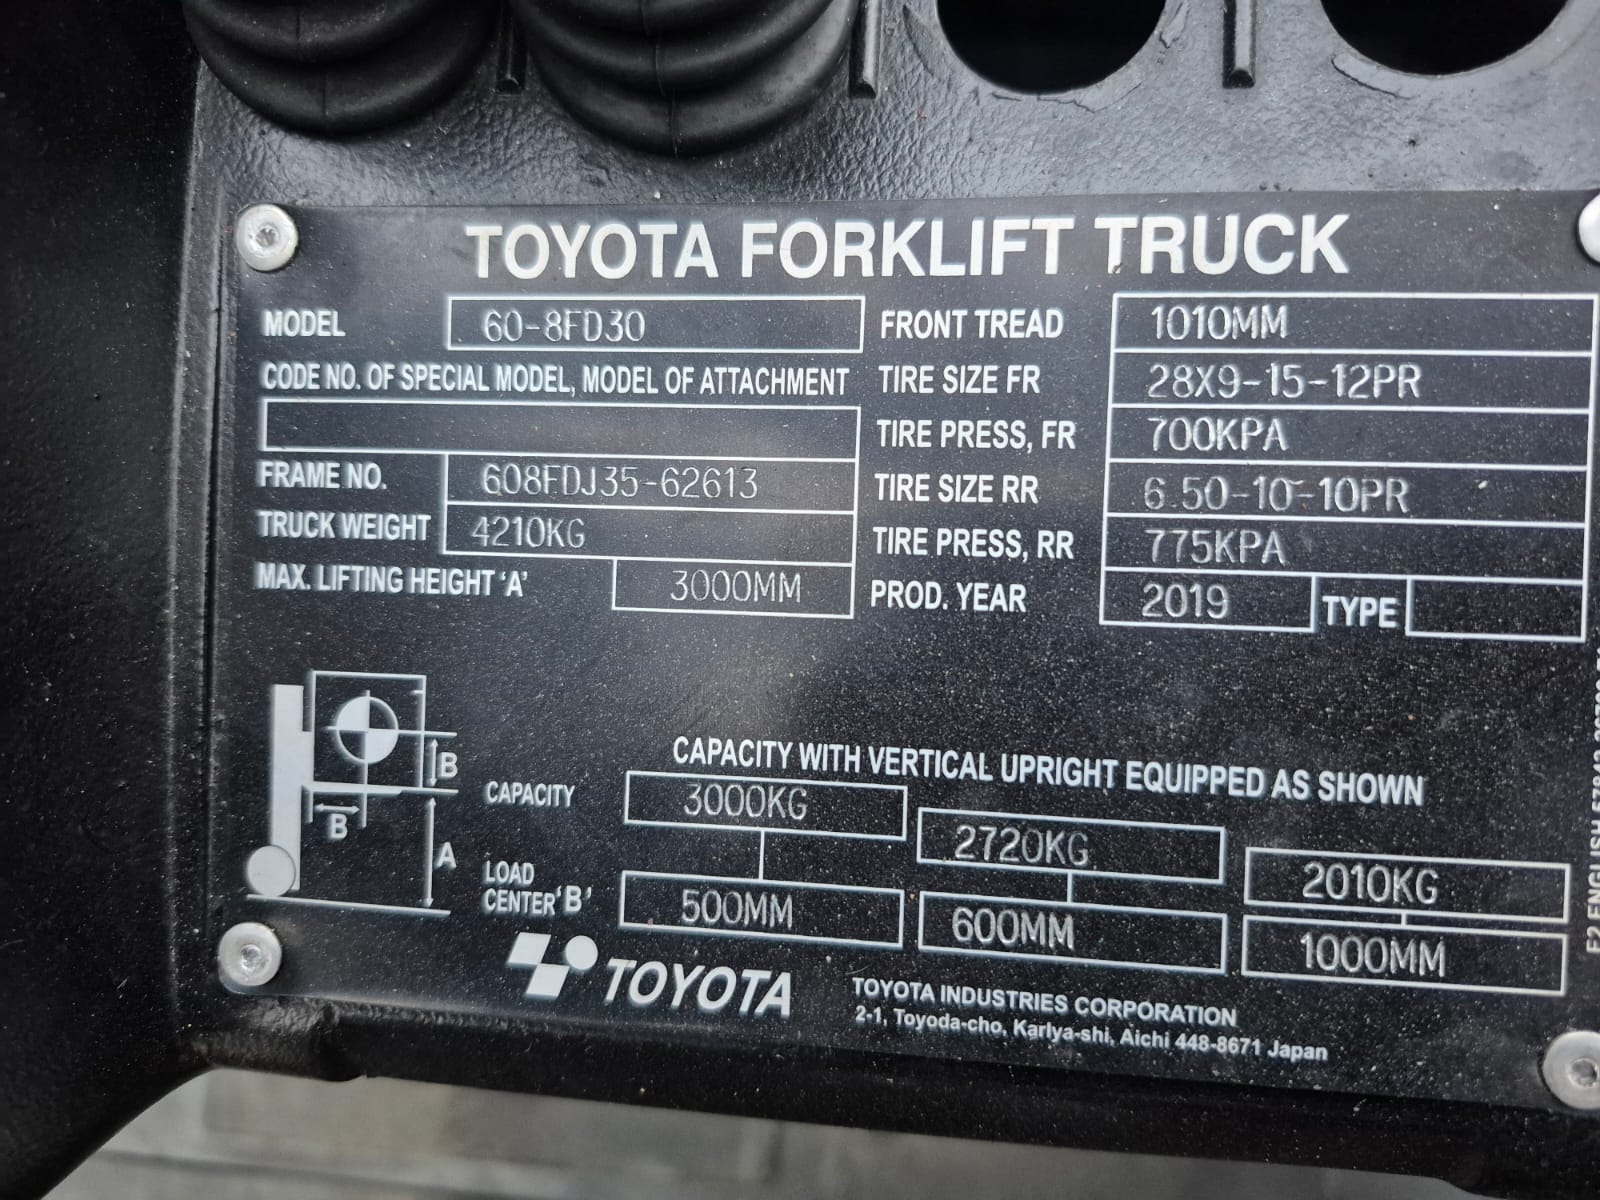 TOYOTA FORKLIFT TRUCK
MODEL 60-8FD30 FRONT TREAD 1010MM
CODE NO. OF SPECIAL MODEL, MODEL OF ATTACHMENT TIRE SIZE FR 28X9-15-12PR
TIRE PRESS, FR 700KPA
FRAME NO. 608FDJ35-62613 TIRE SIZE RR 6.50-10-10PR
TRUCK WEIGHT 4210KG TIRE PRESS, RR 775KPA
MAX. LIFTING HEIGHT 'A' 3000MM PROD. YEAR 2019 TYPE
CAPACITY WITH VERTICAL UPRIGHT EQUIPPED AS SHOWN
B
B
A
CAPACITY 3000KG 2720KG 2010KG
LOAD
CENTER 'B' 500MM 600MM 1000MM
TOYOTA
TOYOTA INDUSTRIES CORPORATION
2-1, Toyoda-cho, Kariya-shi, Aichi 448-8671 Japan
E2 ENGLISH